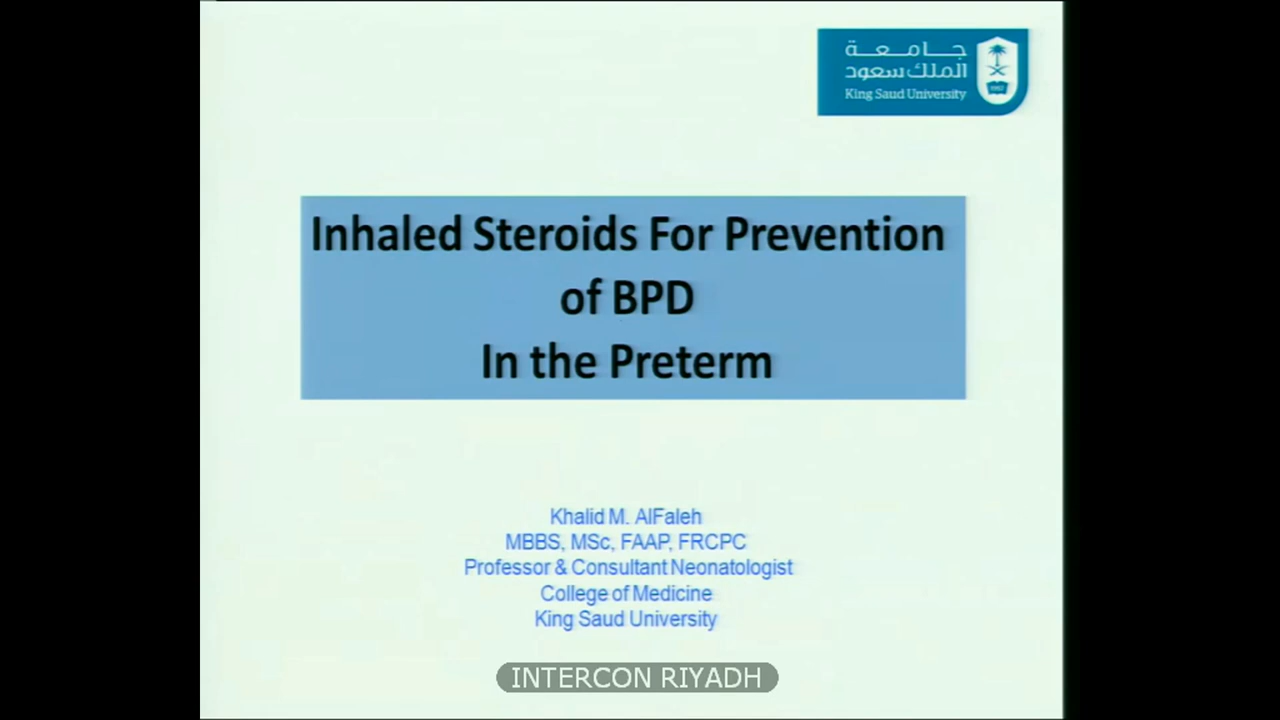 جامعة
الملك سعود
King Saud University
1957
Inhaled Steroids For Prevention
of BPD
In the Preterm
Khalid M. AlFaleh
MBBS, MSc, FAAP, FRCPC
Professor & Consultant Neonatologist
College of Medicine
King Saud University
INTERCON RIYADH